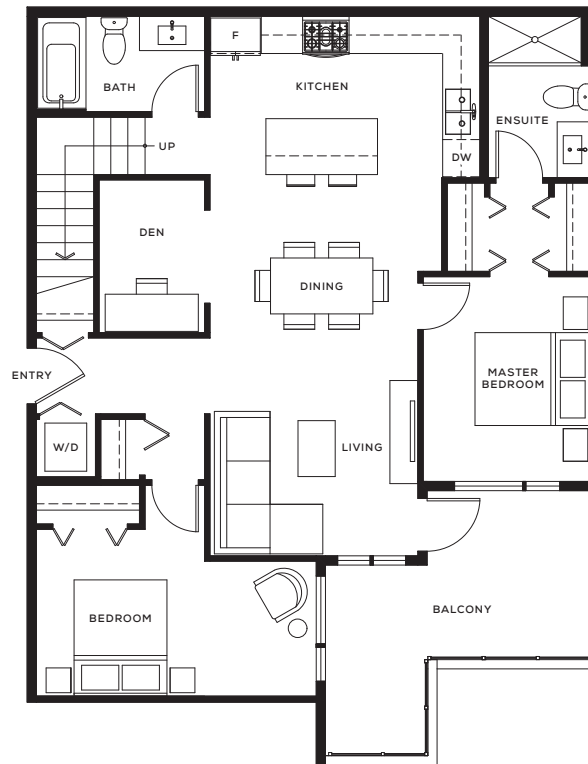 F
BATH
KITCHEN
ENSUITE
UP
DW
DEN
DINING
ENTRY
MASTER
BEDROOM
W/D
LIVING
BEDROOM
BALCONY